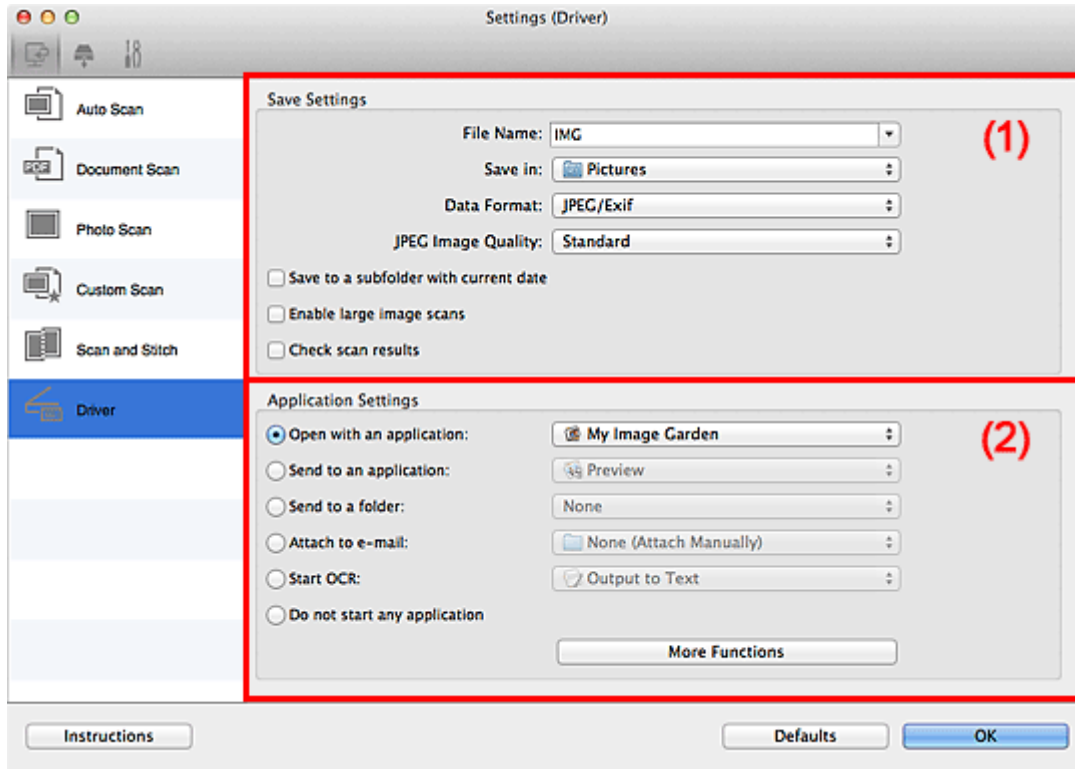 Settings (Driver)
Auto Scan
Document Scan
Photo Scan
Custom Scan
Scan and Stitch
Driver
Save Settings
(1)
File Name: IMG
Save in: Pictures
Data Format: JPEG/Exif
JPEG Image Quality: Standard
Save to a subfolder with current date
Enable large image scans
Check scan results
Application Settings
(2)
Open with an application: My Image Garden
Send to an application: Preview
Send to a folder: None
Attach to e-mail: None (Attach Manually)
Start OCR: Output to Text
Do not start any application
More Functions
Instructions Defaults OK